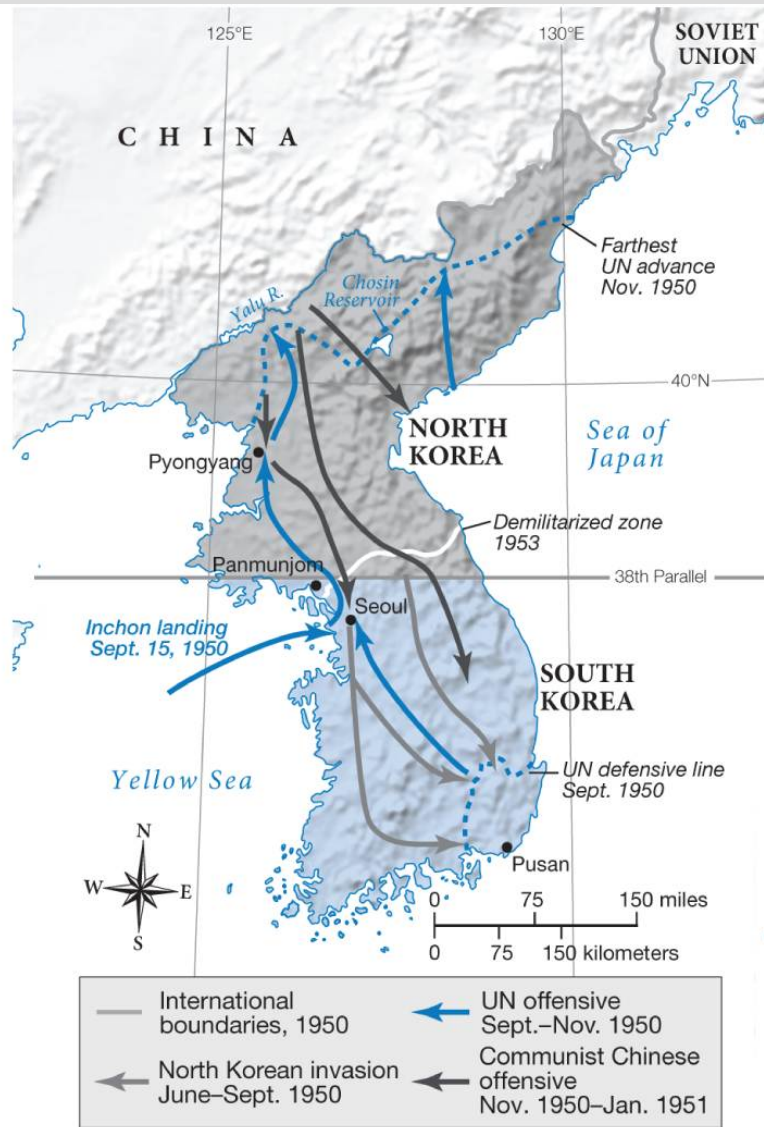 125°E
130°E
SOVIET
UNION
CHINA
Farthest
UN advance
Nov. 1950
Chosin
Reservoir
Yaly R.
40°N
NORTH
KOREA
Sea of
Japan
Pyongyang
Demilitarized zone
1953
Panmunjom
38th Parallel
Seoul
Inchon landing
Sept. 15, 1950
SOUTH
KOREA
Yellow Sea
UN defensive line
Sept. 1950
N
W
E
S
Pusan
0 75 150 miles
0 75 150 kilometers
International
boundaries, 1950
UN offensive
Sept.–Nov. 1950
North Korean invasion
June–Sept. 1950
Communist Chinese
offensive
Nov. 1950–Jan. 1951